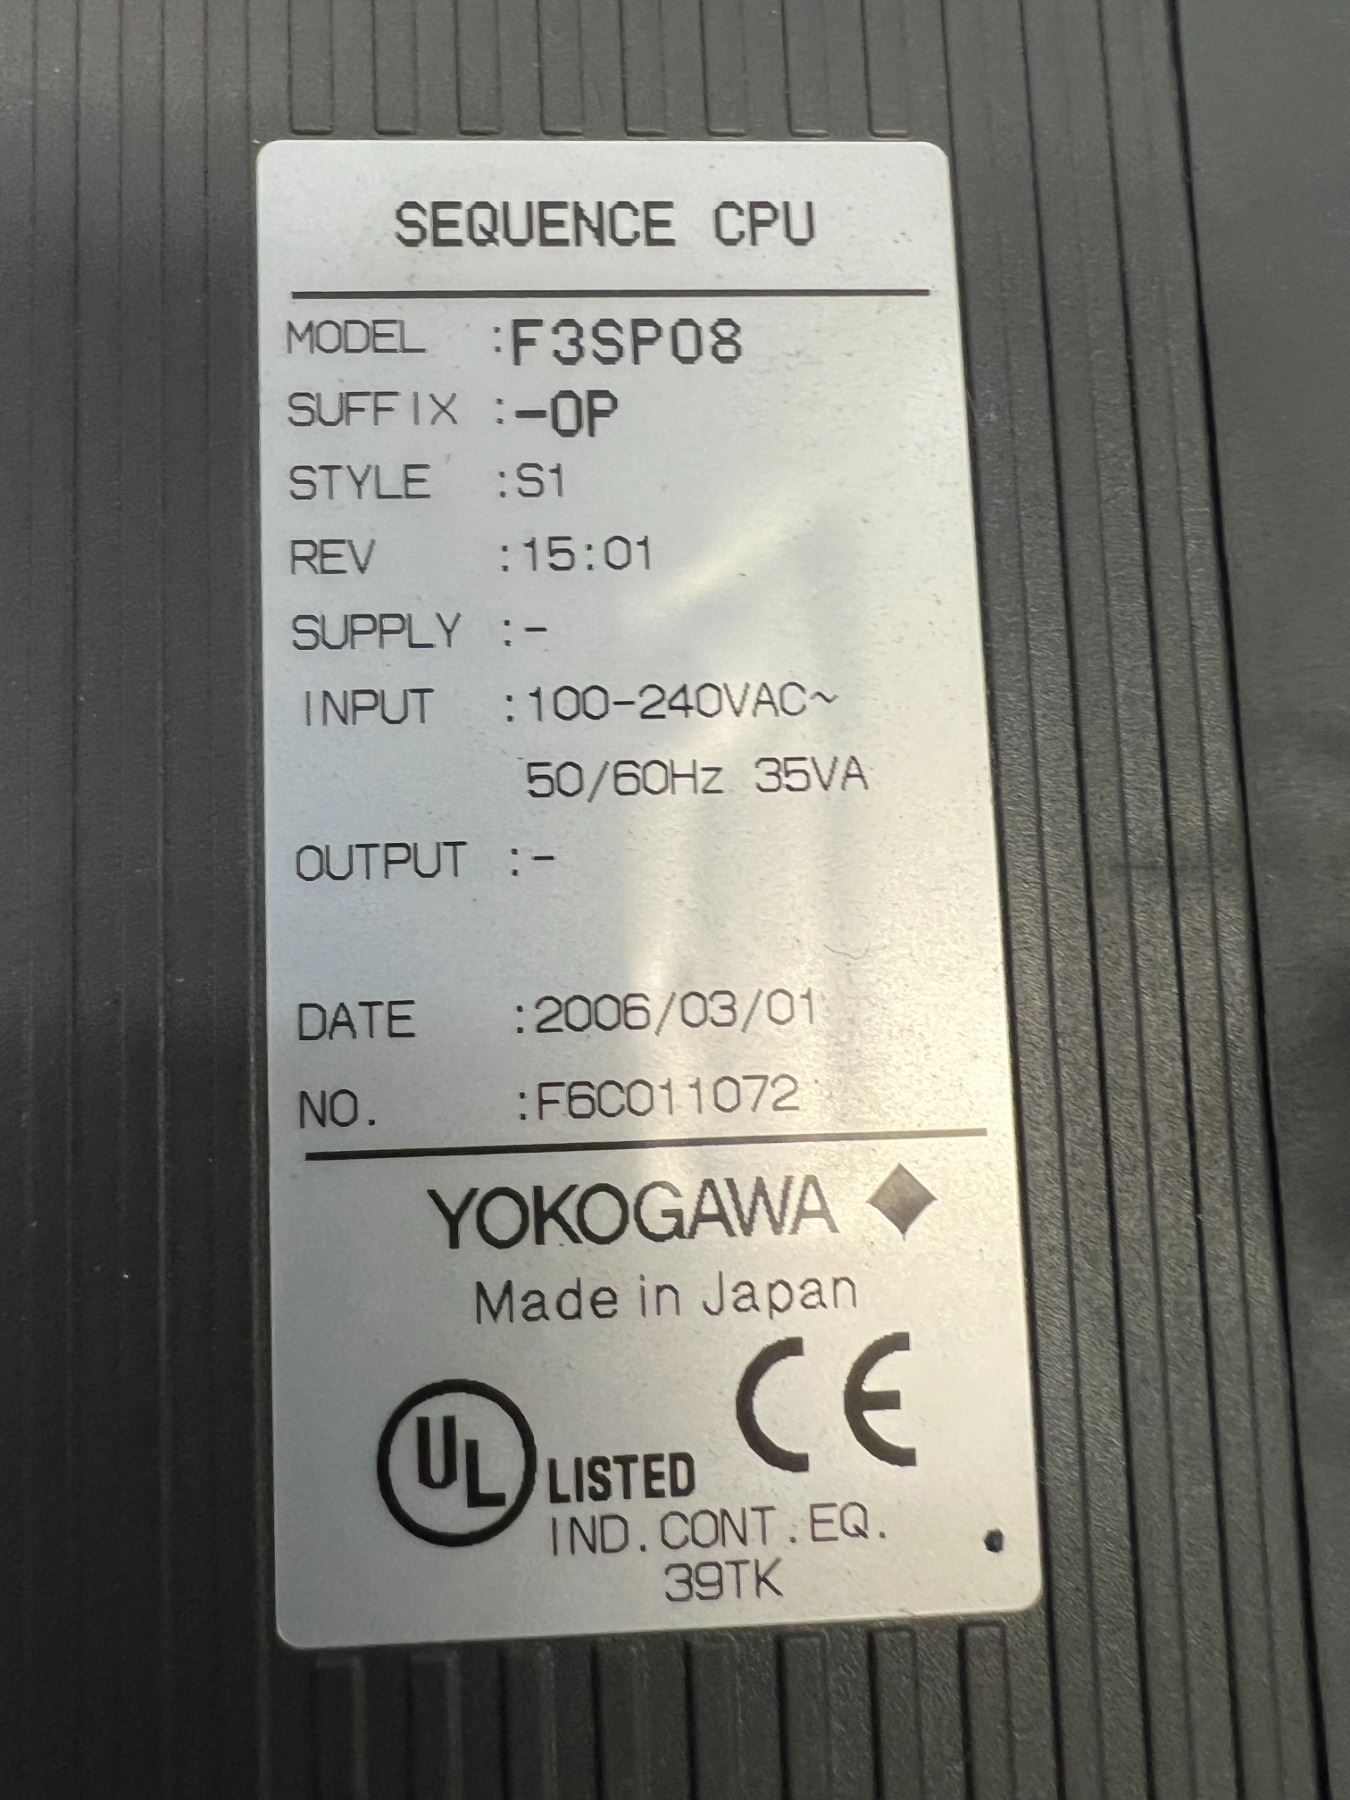 SEQUENCE CPU
MODEL :F3SP08
SUFFIX :-0P
STYLE :S1
REV :15:01
SUPPLY :-
INPUT :100-240VAC~
50/60Hz 35VA
OUTPUT :-
DATE :2006/03/01
NO. :F6C011072
YOKOGAWA
Made in Japan
CE
UL LISTED
IND.CONT.EQ.
39TK